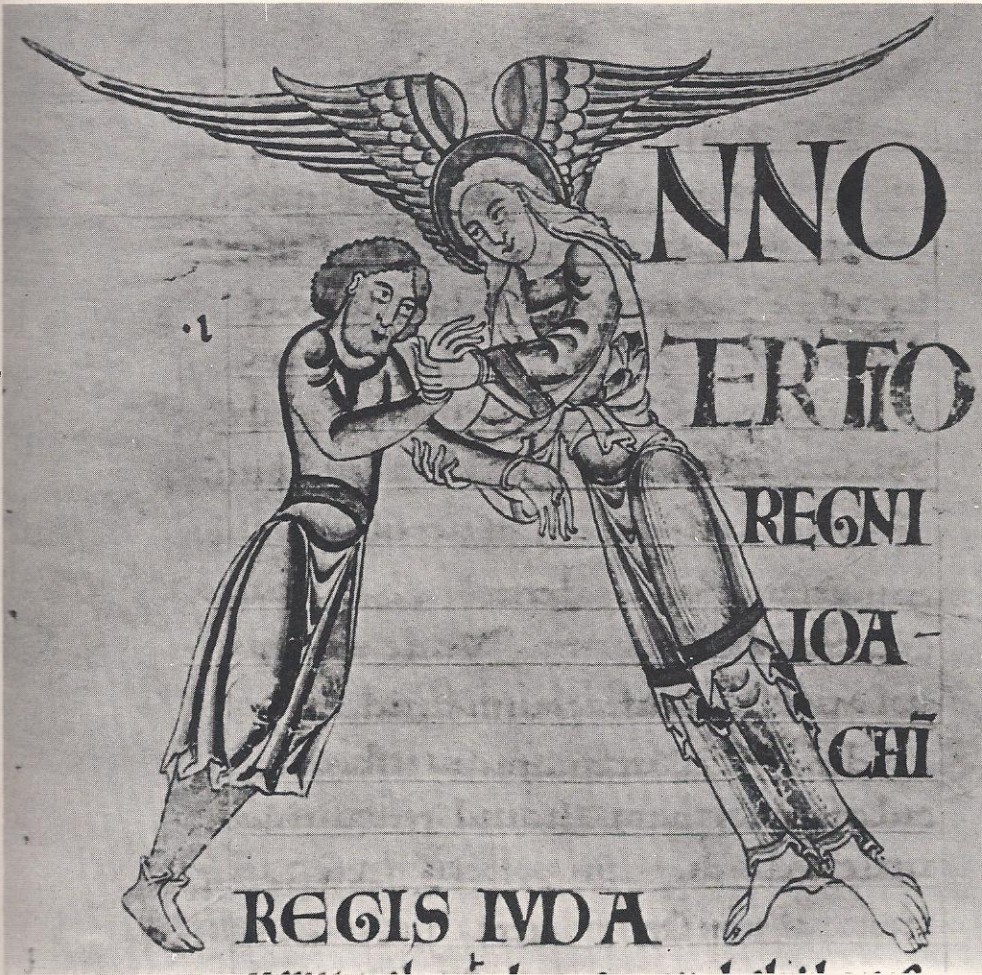 NNO
TERTIO
REGNI
IOA-
CHĪ
REGIS IVDA